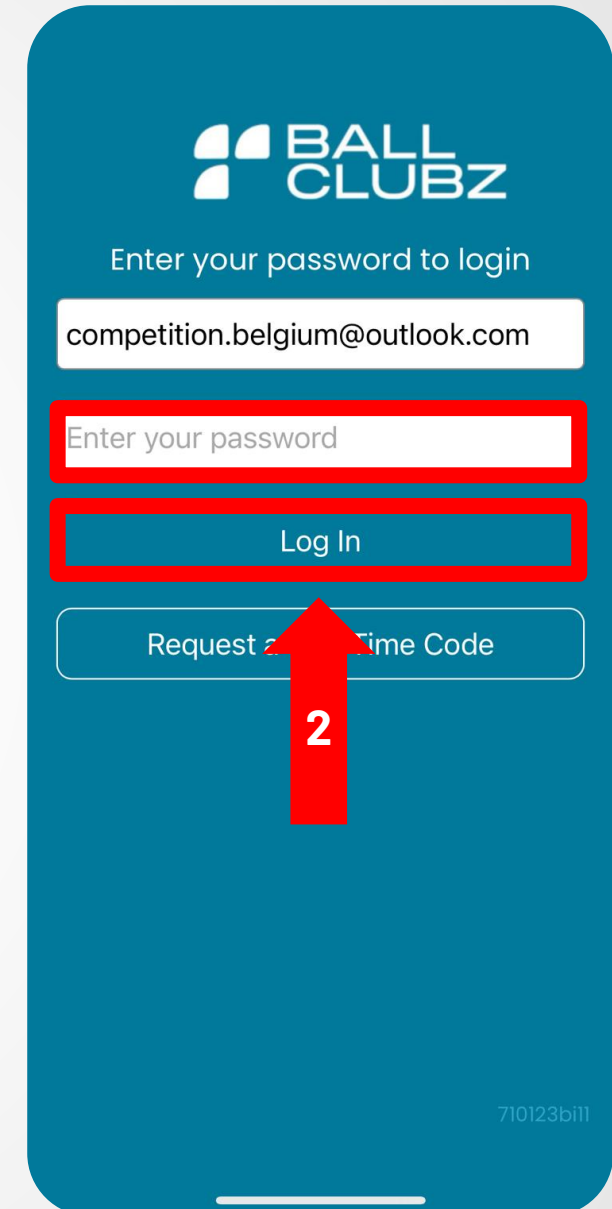 BALL
CLUBZ
Enter your password to login
competition.belgium@outlook.com
Enter your password
Log In
Request a Time Code
2
710123bi11